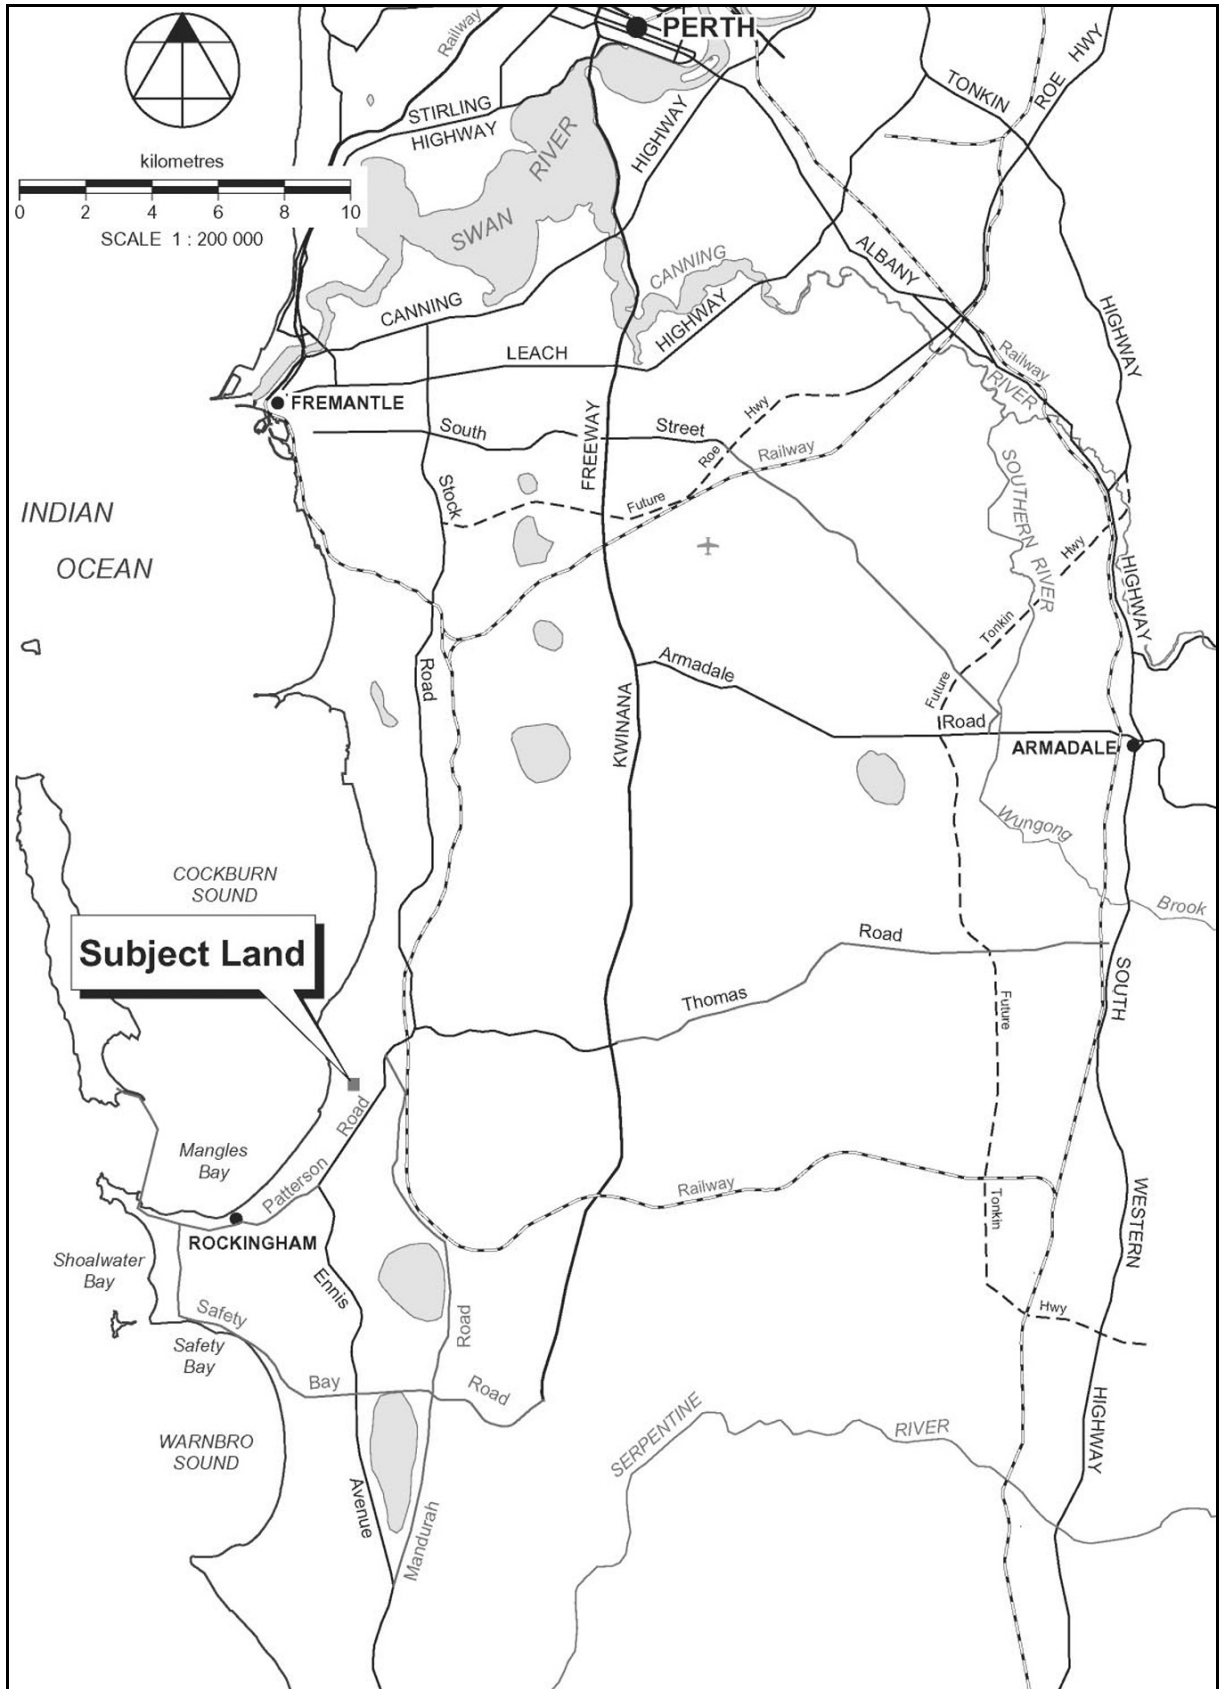 PERTH
Railway
TONKIN
ROE HWY
STIRLING
HIGHWAY
kilometres
0 2 4 6 8 10
SCALE 1 : 200 000
SWAN RIVER
HIGHWAY
CANNING
ALBANY
CANNING
HIGHWAY
HIGHWAY
LEACH
Railway
RIVER
FREMANTLE
Hwy
South
Street
Roe
Railway
FREEWAY
Stock
Future
SOUTHERN RIVER
INDIAN
OCEAN
Hwy
HIGHWAY
Tonkin
Road
Armadale
Future
KWINANA
Road
ARMADALE
Wungong
Brook
COCKBURN
SOUND
Subject Land
Road
Thomas
Future
SOUTH
Road
Mangles
Bay
Patterson
Railway
Tonkin
WESTERN
ROCKINGHAM
Shoalwater
Bay
Ennis
Safety
Road
Hwy
Safety
Bay
Bay
Road
SERPENTINE
RIVER
HIGHWAY
WARNBRO
SOUND
Avenue
Mandurah